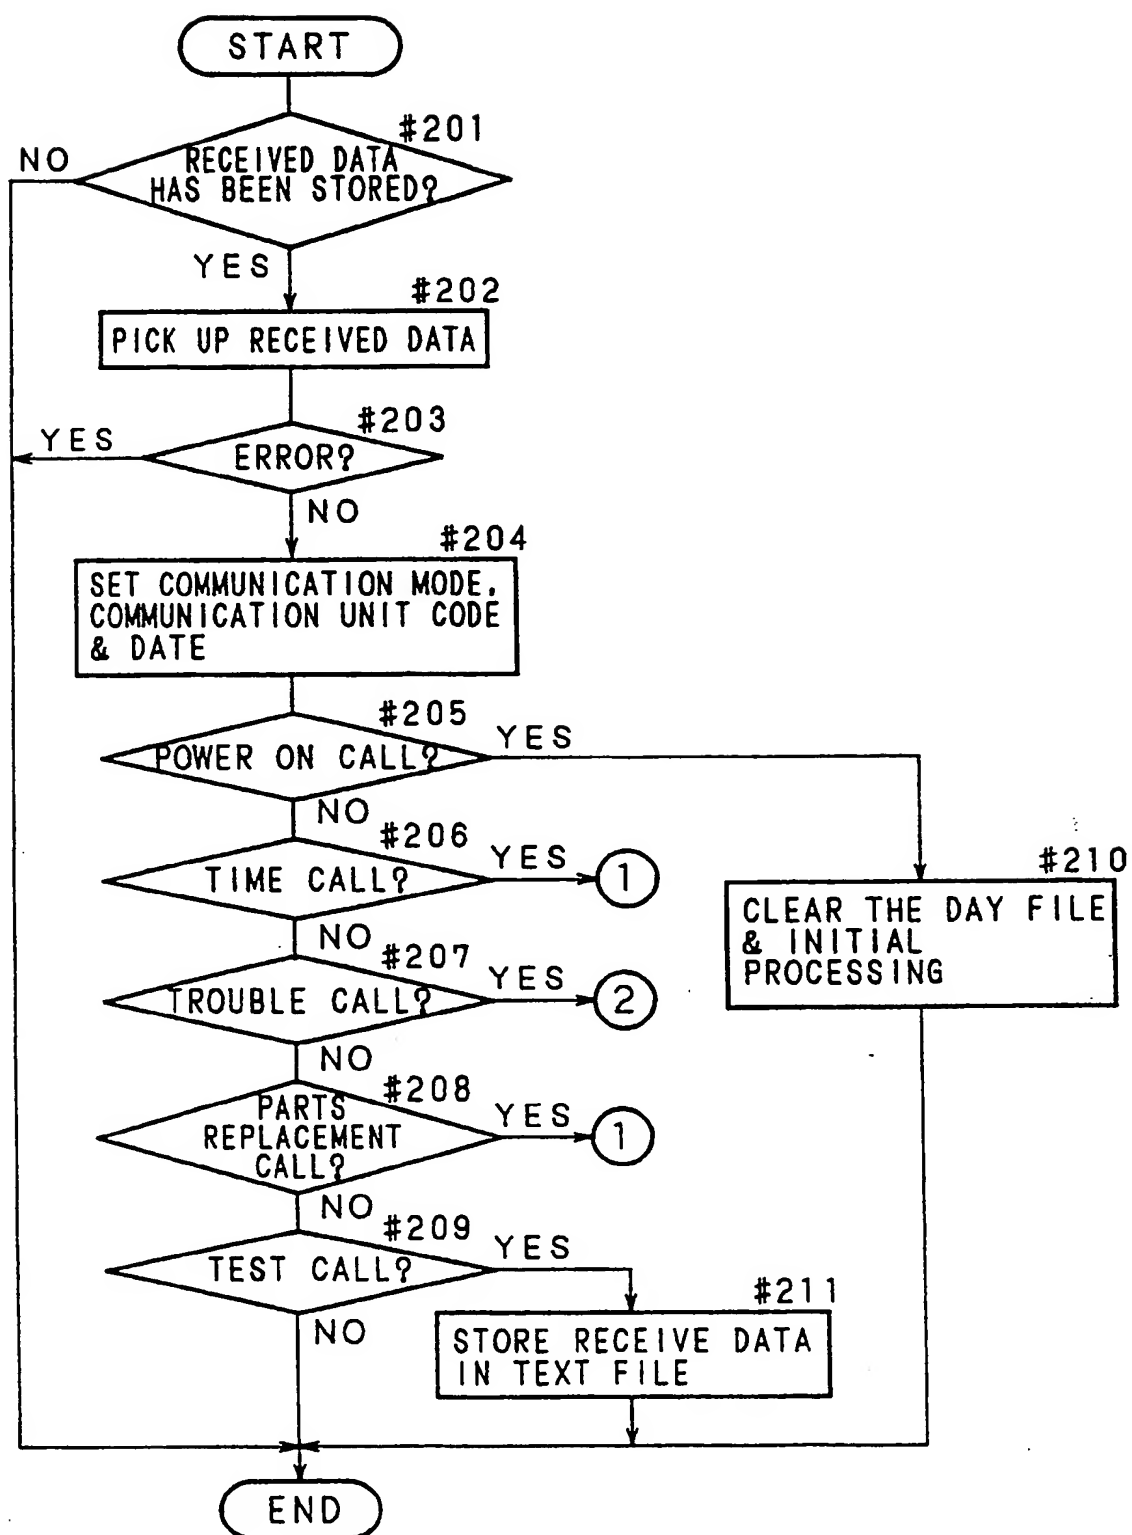 START
#201
NO
RECEIVED DATA
HAS BEEN STORED?
YES
#202
PICK UP RECEIVED DATA
#203
YES
ERROR?
NO
#204
SET COMMUNICATION MODE,
COMMUNICATION UNIT CODE
& DATE
#205
YES
POWER ON CALL?
NO
#206
YES
TIME CALL?
1
#210
CLEAR THE DAY FILE
& INITIAL
PROCESSING
NO
#207
YES
TROUBLE CALL?
2
NO
#208
PARTS
REPLACEMENT
CALL?
YES
1
NO
#209
YES
TEST CALL?
#211
NO
STORE RECEIVE DATA
IN TEXT FILE
END